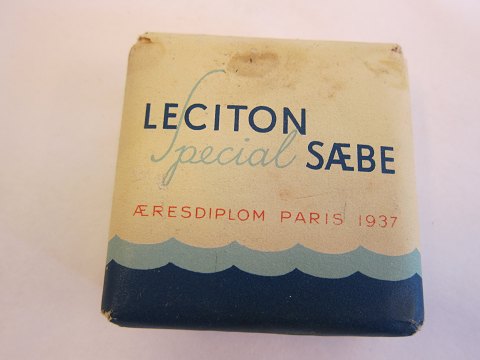 LECITON
Special SÆBE
ÆRESDIPLOM PARIS 1937